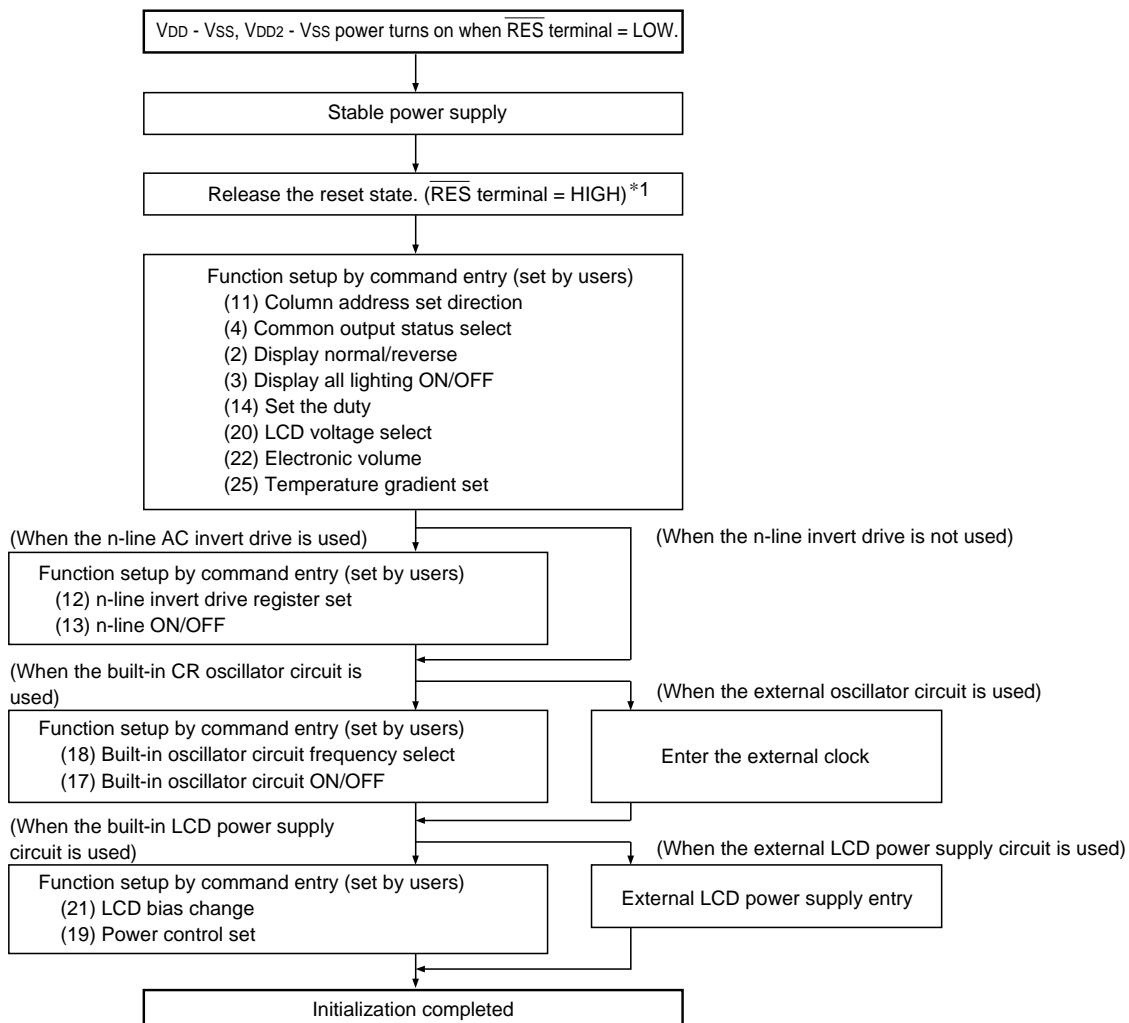 VDD - VSS, VDD2 - VSS power turns on when R̅E̅S̅ terminal = LOW.
Stable power supply
Release the reset state. (R̅E̅S̅ terminal = HIGH)*1
Function setup by command entry (set by users)
(11) Column address set direction
(4) Common output status select
(2) Display normal/reverse
(3) Display all lighting ON/OFF
(14) Set the duty
(20) LCD voltage select
(22) Electronic volume
(25) Temperature gradient set
(When the n-line AC invert drive is used)
(When the n-line invert drive is not used)
Function setup by command entry (set by users)
(12) n-line invert drive register set
(13) n-line ON/OFF
(When the built-in CR oscillator circuit is
used)
(When the external oscillator circuit is used)
Function setup by command entry (set by users)
(18) Built-in oscillator circuit frequency select
(17) Built-in oscillator circuit ON/OFF
Enter the external clock
(When the built-in LCD power supply
circuit is used)
(When the external LCD power supply circuit is used)
Function setup by command entry (set by users)
(21) LCD bias change
(19) Power control set
External LCD power supply entry
Initialization completed